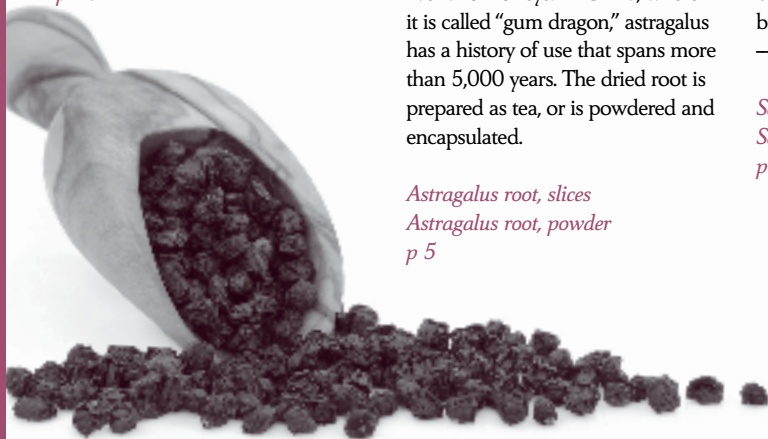 it is called “gum dragon,” astragalus
has a history of use that spans more
than 5,000 years. The dried root is
prepared as tea, or is powdered and
encapsulated.
Astragalus root, slices
Astragalus root, powder
p 5